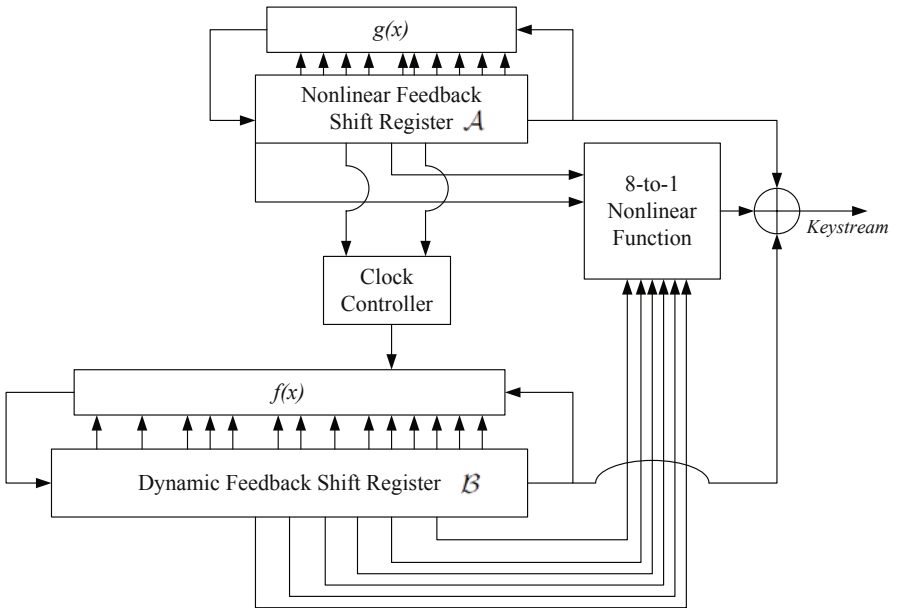 g(x)
Nonlinear Feedback
Shift Register 𝒜
8-to-1
Nonlinear
Function
Keystream
Clock
Controller
f(x)
Dynamic Feedback Shift Register ℬ